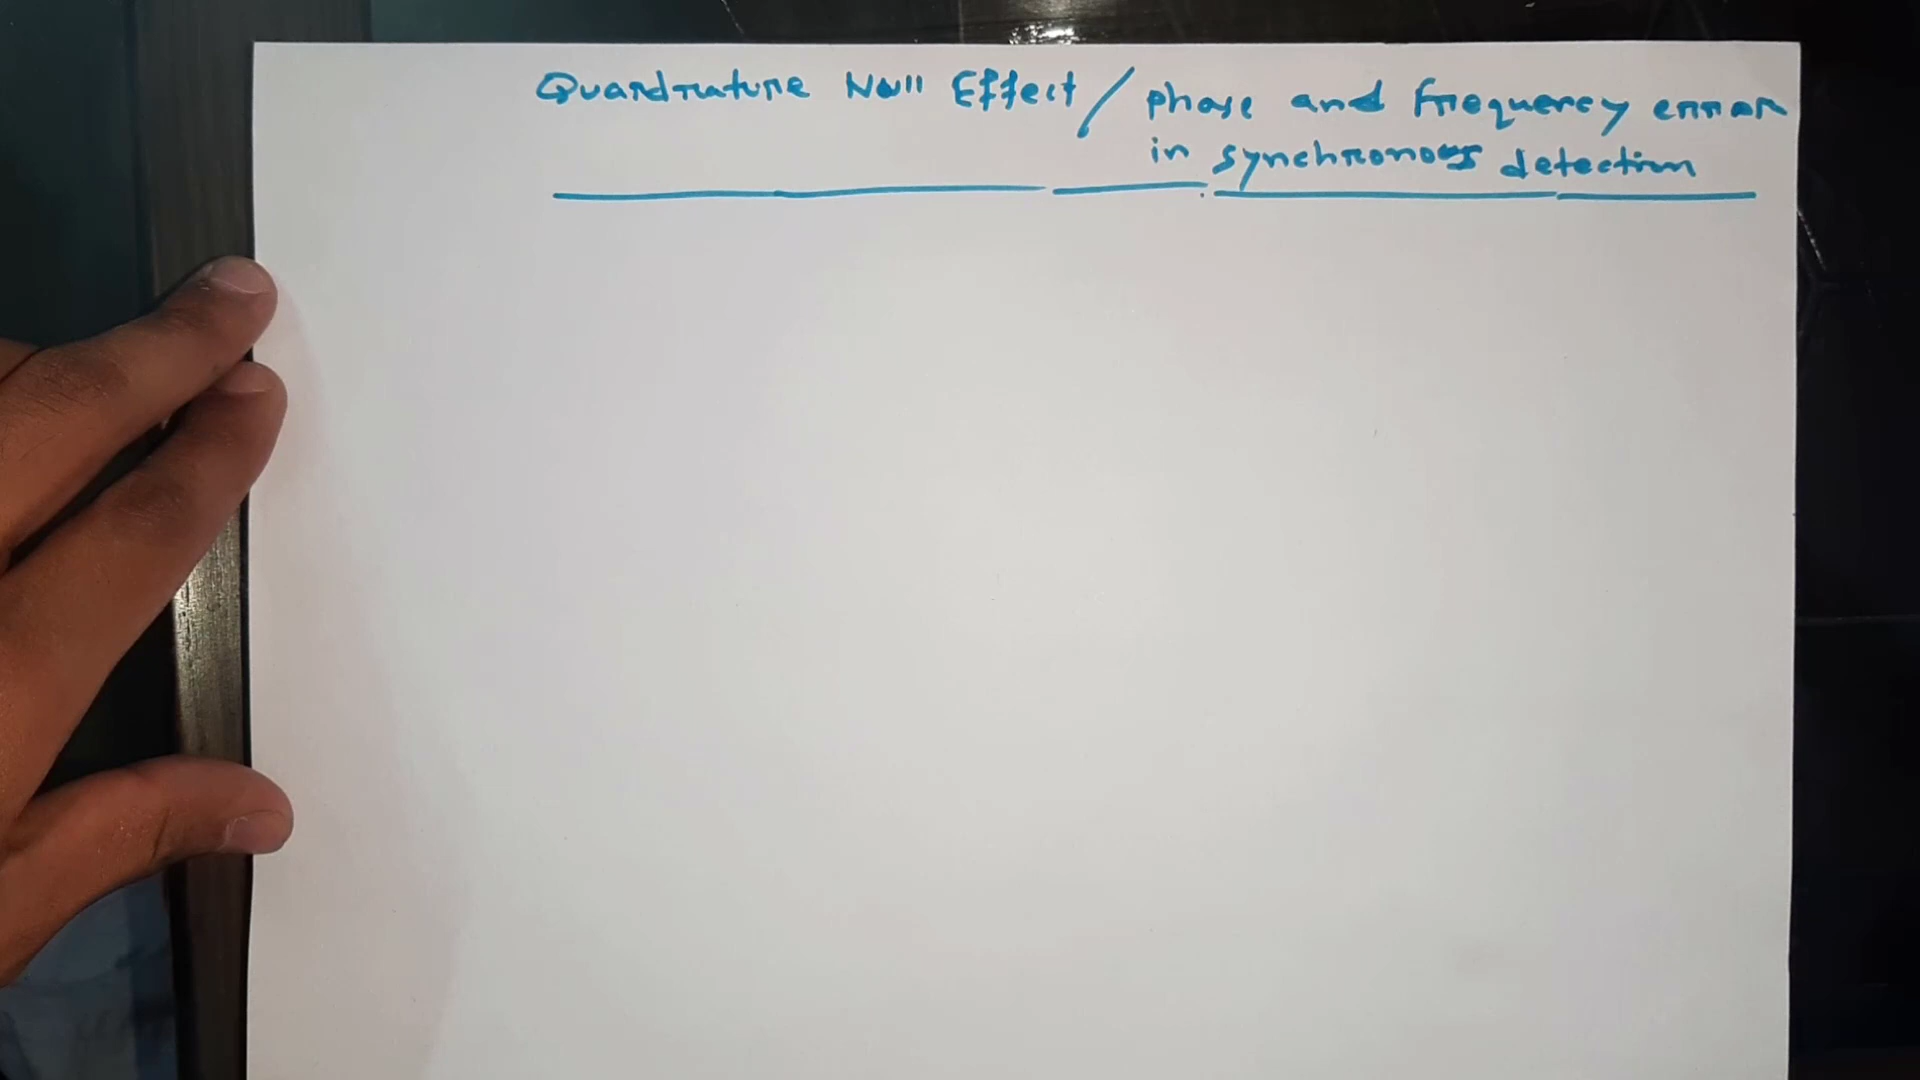 Quardrature Null Effect / phase and frequency error
in synchronous detection